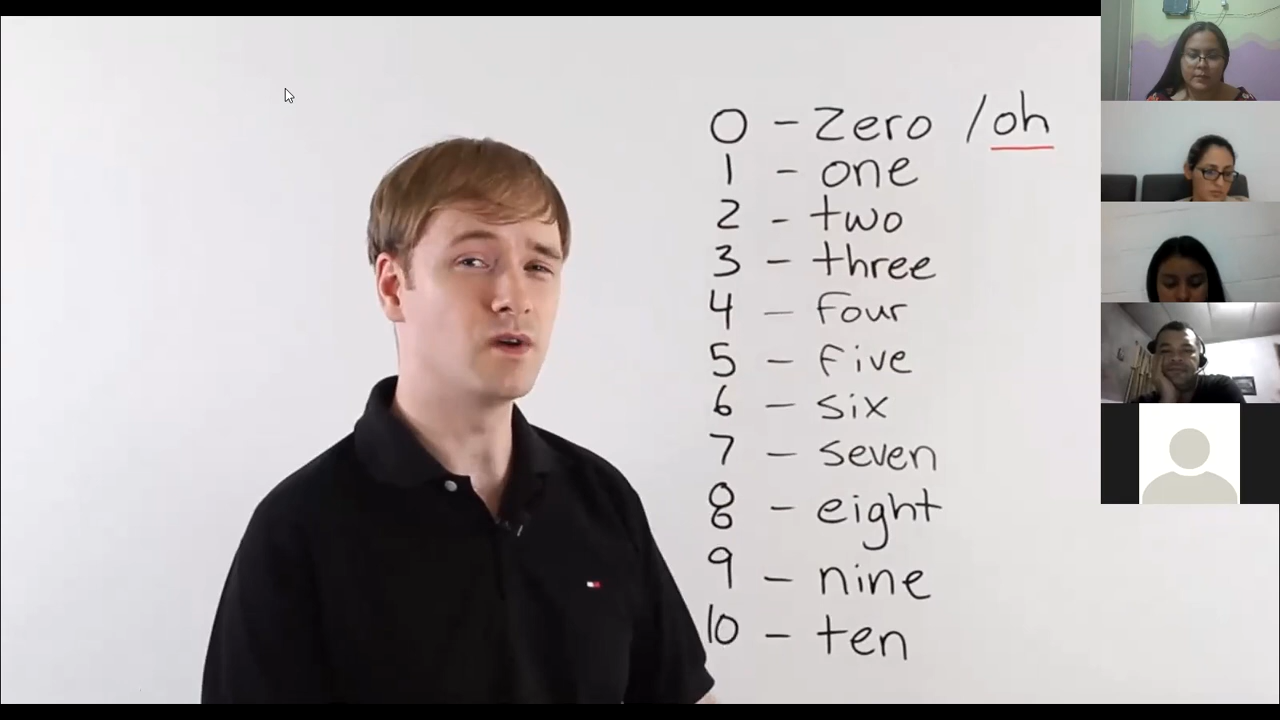 0 - Zero / oh
1 - one
2 - two
3 - three
4 - four
5 - five
6 - six
7 - seven
8 - eight
9 - nine
10 - ten